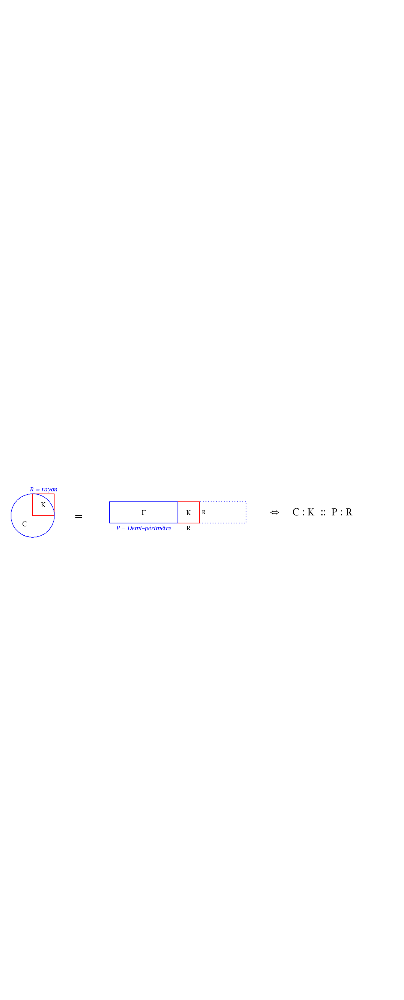 R = rayon
K
C
=
Γ
K
R
P = Demi-périmètre
R
⇔ C : K :: P : R